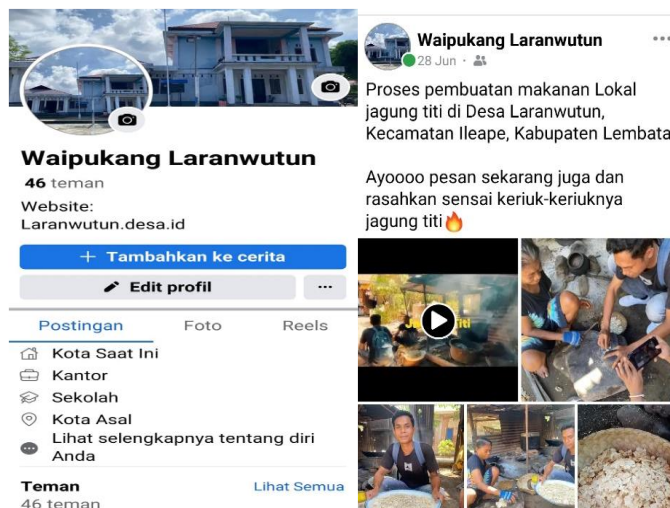 Waipukang Laranwutun
46 teman
Website:
Laranwutun.desa.id
+ Tambahkan ke cerita
Edit profil
Postingan
Foto
Reels
Kota Saat Ini
Kantor
Sekolah
Kota Asal
Lihat selengkapnya tentang diri
Anda
Teman
Lihat Semua
46 teman
Waipukang Laranwutun
28 Jun
Proses pembuatan makanan Lokal
jagung titi di Desa Laranwutun,
Kecamatan Ileape, Kabupaten Lembata
Ayoooo pesan sekarang juga dan
rasahkan sensai keriuk-keriuknya
jagung titi🔥